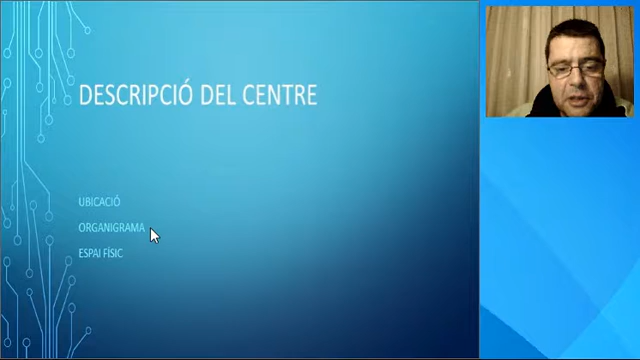 DESCRIPCIÓ DEL CENTRE
UBICACIÓ
ORGANIGRAMA
ESPAI FÍSIC